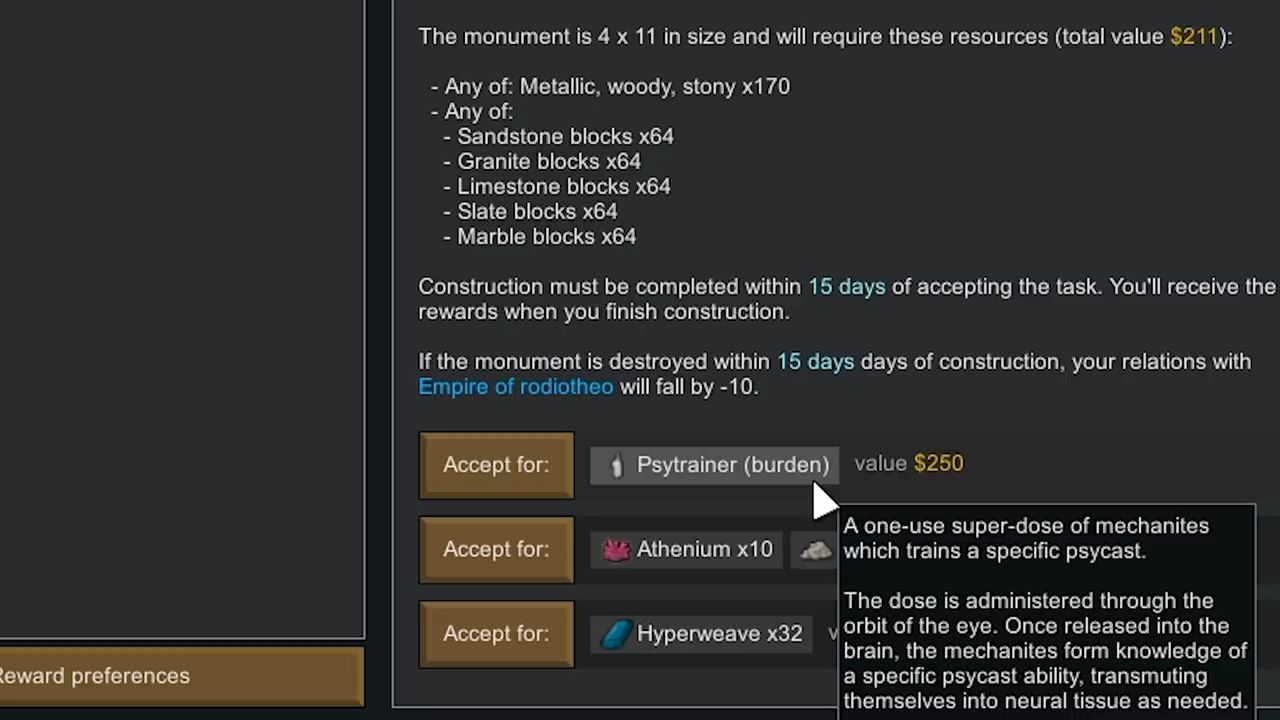 The monument is 4 x 11 in size and will require these resources (total value $211):
- Any of: Metallic, woody, stony x170
- Any of:
- Sandstone blocks x64
- Granite blocks x64
- Limestone blocks x64
- Slate blocks x64
- Marble blocks x64
Construction must be completed within 15 days of accepting the task. You'll receive the
rewards when you finish construction.
If the monument is destroyed within 15 days days of construction, your relations with
Empire of rodiotheo will fall by -10.
Accept for: Psytrainer (burden) value $250
Accept for: Athenium x10
Accept for: Hyperweave x32 v
A one-use super-dose of mechanites
which trains a specific psycast.
The dose is administered through the
orbit of the eye. Once released into the
brain, the mechanites form knowledge of
a specific psycast ability, transmuting
themselves into neural tissue as needed.
Reward preferences